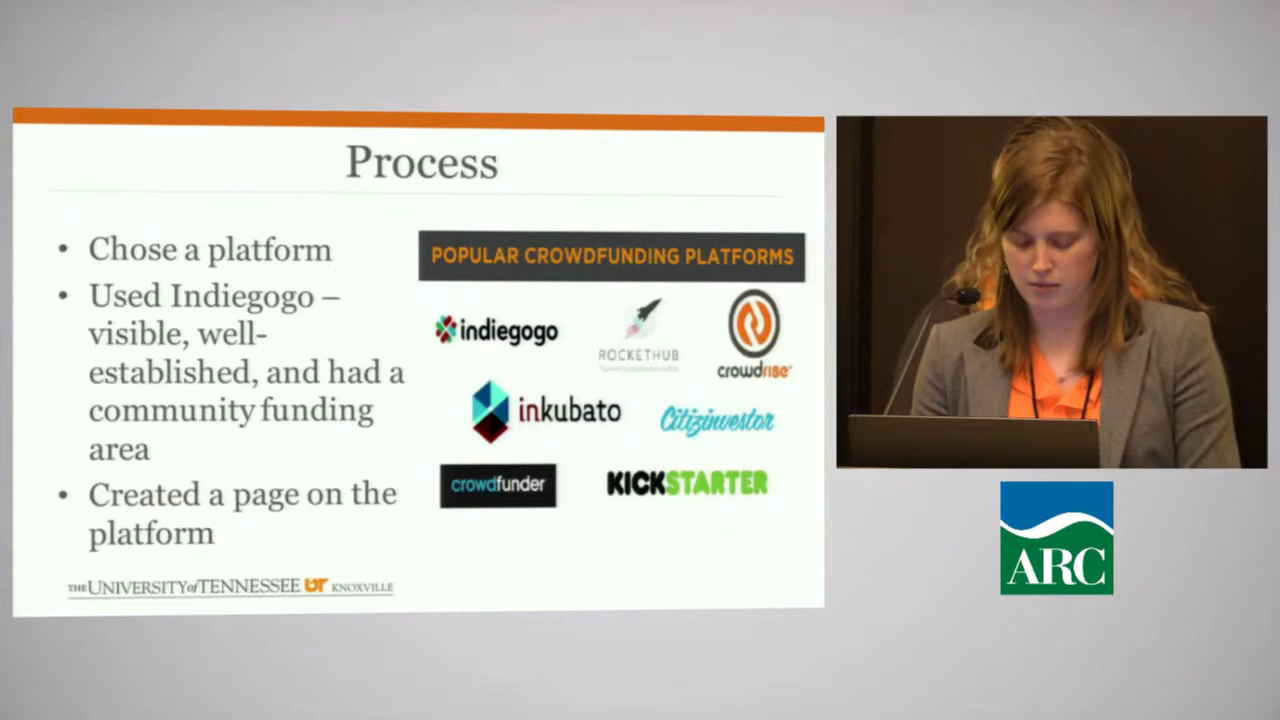 Process
• Chose a platform
• Used Indiegogo –
visible, well-
established, and had a
community funding
area
• Created a page on the
platform
POPULAR CROWDFUNDING PLATFORMS
indiegogo
ROCKETHUB
crowdrise
inkubato
Citizinvestor
crowdfunder
KICKSTARTER
THE UNIVERSITY of TENNESSEE UT KNOXVILLE
ARC